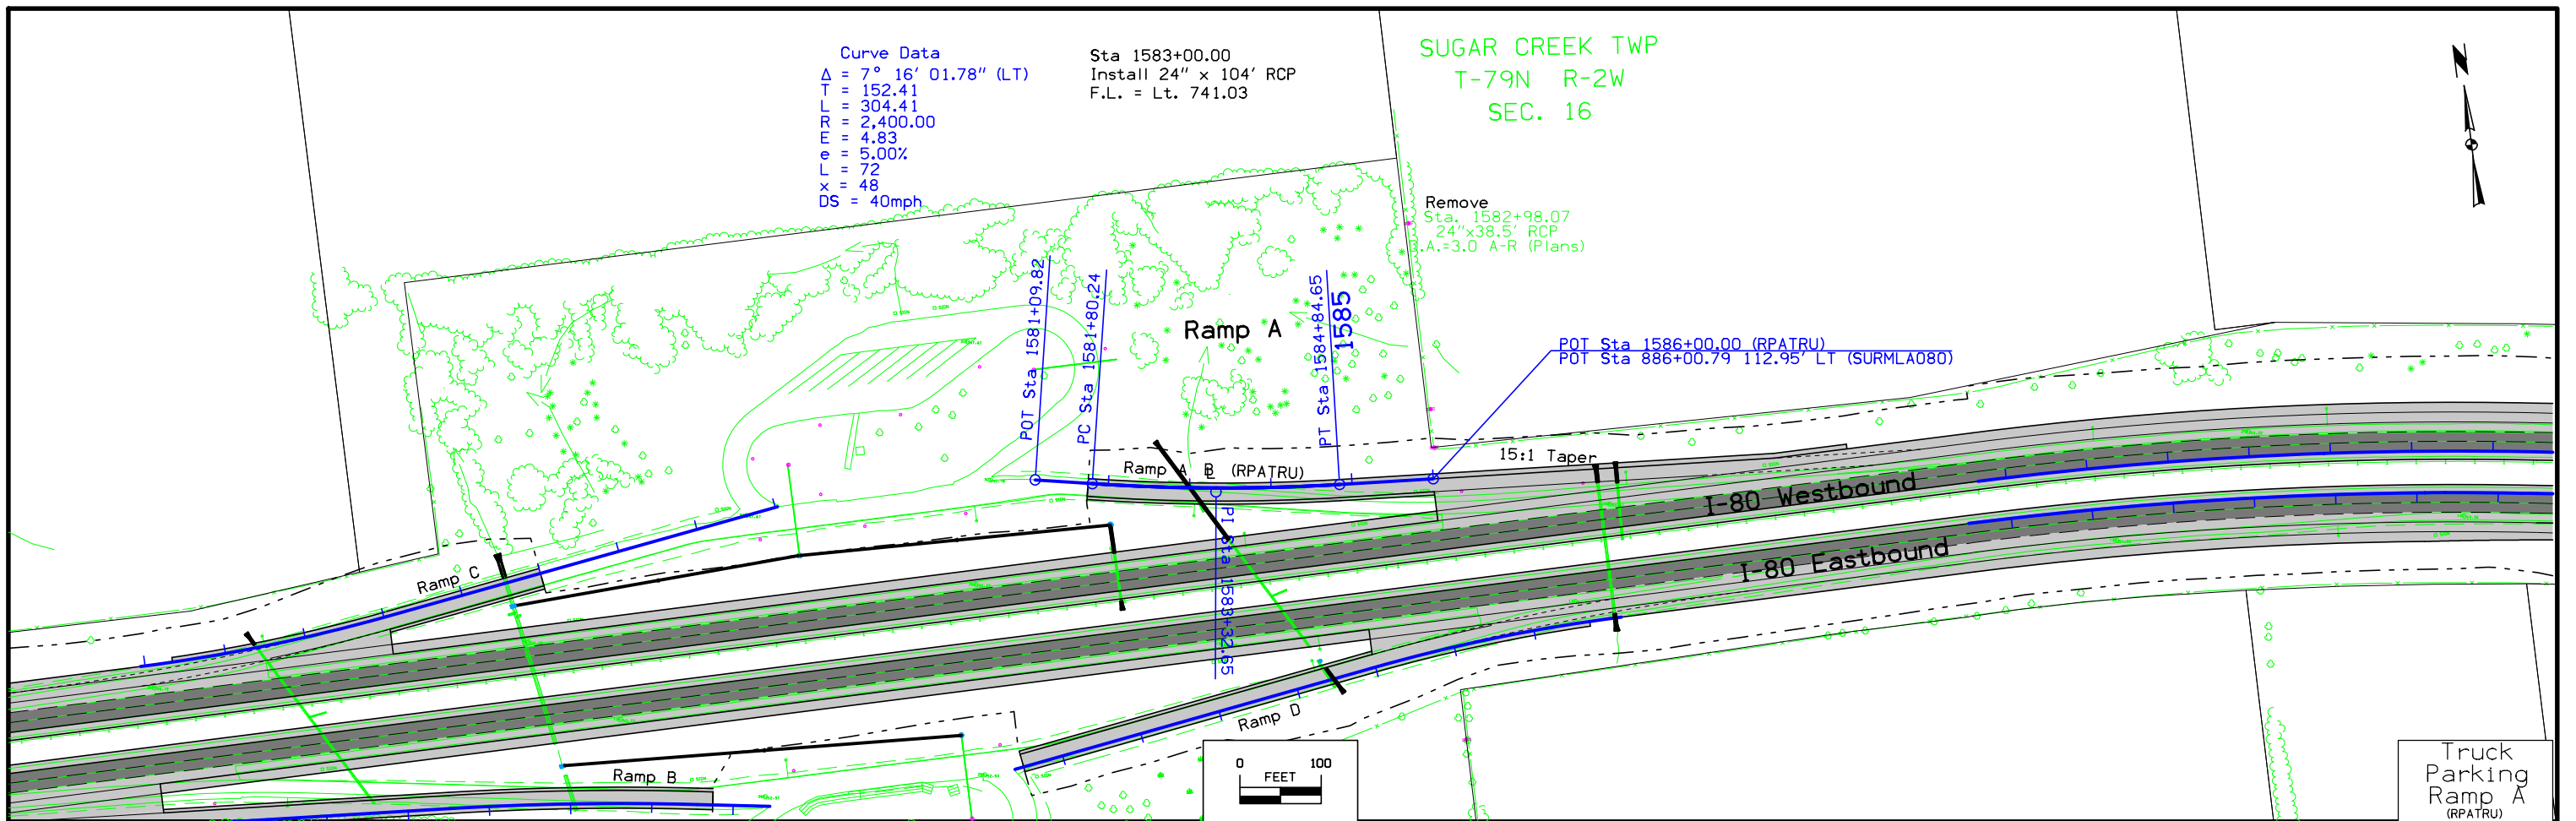 Curve Data
Δ = 7° 16' 01.78" (LT)
T = 152.41
L = 304.41
R = 2,400.00
E = 4.83
e = 5.00%
L = 72
x = 48
DS = 40mph
Sta 1583+00.00
Install 24" x 104' RCP
F.L. = Lt. 741.03
SUGAR CREEK TWP
T-79N R-2W
SEC. 16
N
Remove
Sta. 1582+98.07
24"x38.5' RCP
.A.=3.0 A-R (Plans)
POT Sta 1581+09.82
PC Sta 1581+80.24
Ramp A
PT Sta 1584+84.65
1585
POT Sta 1586+00.00 (RPATRU)
POT Sta 886+00.79 112.95' LT (SURMLA080)
Ramp A B (RPATRU)
15:1 Taper
PI Sta 1583+32.65
I-80 Westbound
I-80 Eastbound
Ramp C
Ramp D
Ramp B
0 100
FEET
Truck
Parking
Ramp A
(RPATRU)